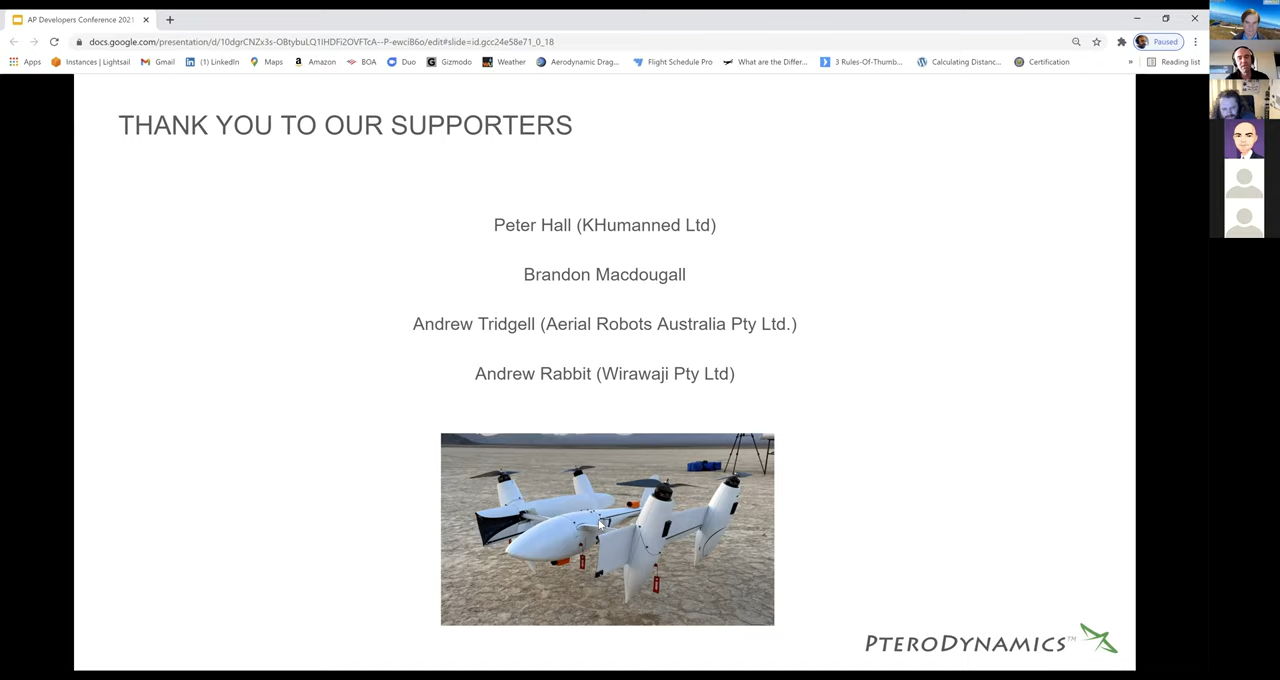 AP Developers Conference 2021
docs.google.com/presentation/d/10dgrCNZx3s-OBtybuLQ1IHDFi2OVFTcA--P-ewciB6o/edit#slide=id.gcc24e58e71_0_18
Paused
Apps
Instances | Lightsail
Gmail
(1) LinkedIn
Maps
Amazon
BOA
Duo
Gizmodo
Weather
Aerodynamic Drag...
Flight Schedule Pro
What are the Differ...
3 Rules-Of-Thumb...
Calculating Distanc...
Certification
»
Reading list
THANK YOU TO OUR SUPPORTERS
Peter Hall (KHumanned Ltd)
Brandon Macdougall
Andrew Tridgell (Aerial Robots Australia Pty Ltd.)
Andrew Rabbit (Wirawaji Pty Ltd)
PTERODYNAMICS™